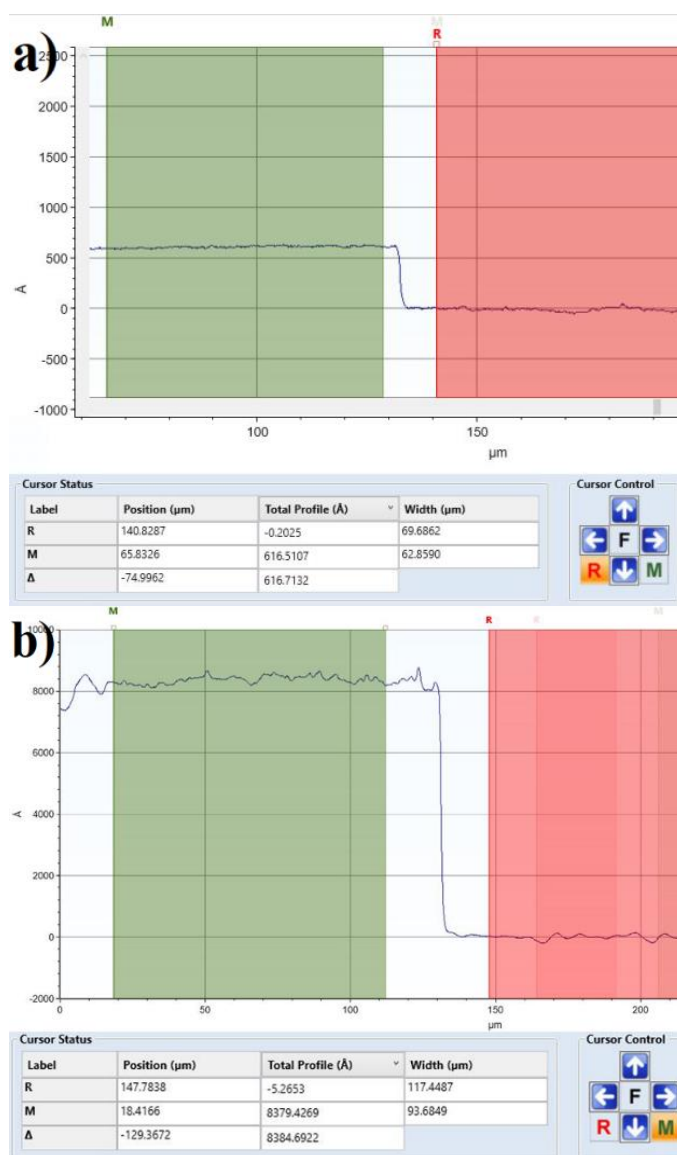 M M
a) R
2500
2000
1500
1000
500
0
-500
-1000
Å
100 150
µm
Cursor Status Cursor Control
Label Position (µm) Total Profile (Å) Width (µm)
R 140.8287 -0.2025 69.6862
M 65.8326 616.5107 62.8590
Δ -74.9962 616.7132
F
R M
b) M R R M
10000
8000
6000
4000
2000
0
-2000
Å
0 50 100 150 200
µm
Cursor Status Cursor Control
Label Position (µm) Total Profile (Å) Width (µm)
R 147.7838 -5.2653 117.4487
M 18.4166 8379.4269 93.6849
Δ -129.3672 8384.6922
F
R M